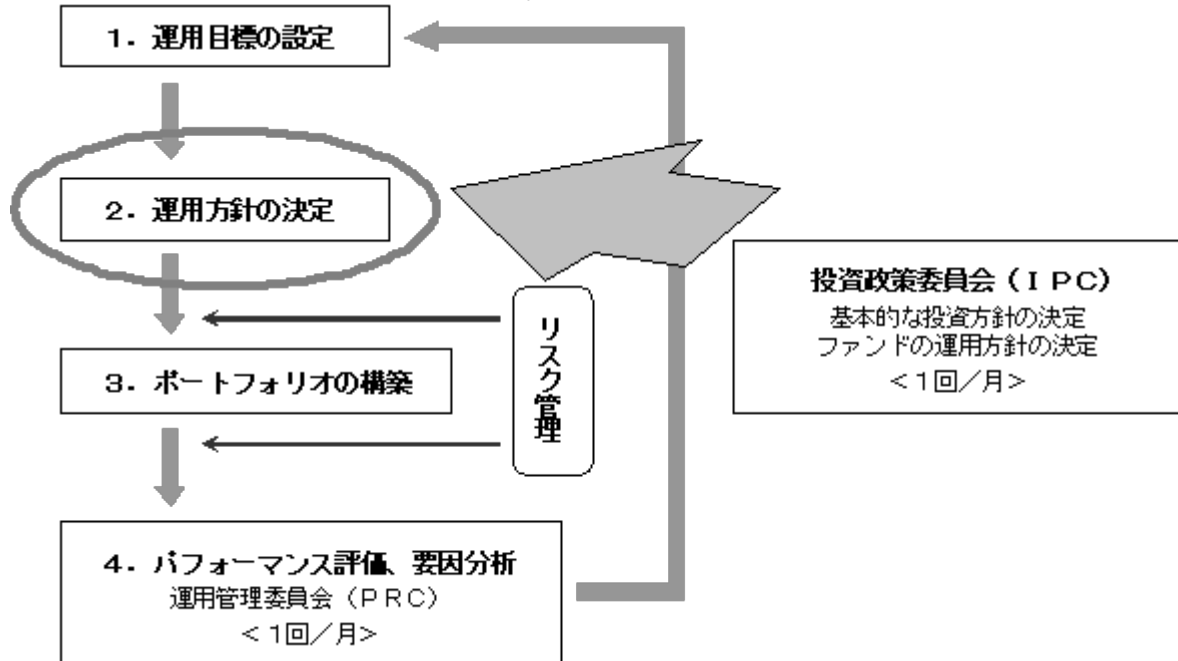 １．運用目標の設定
２．運用方針の決定
３．ポートフォリオの構築
４．パフォーマンス評価、要因分析
運用管理委員会（ＰＲＣ）
＜１回／月＞
リスク管理
投資政策委員会（ＩＰＣ）
基本的な投資方針の決定
ファンドの運用方針の決定
＜１回／月＞